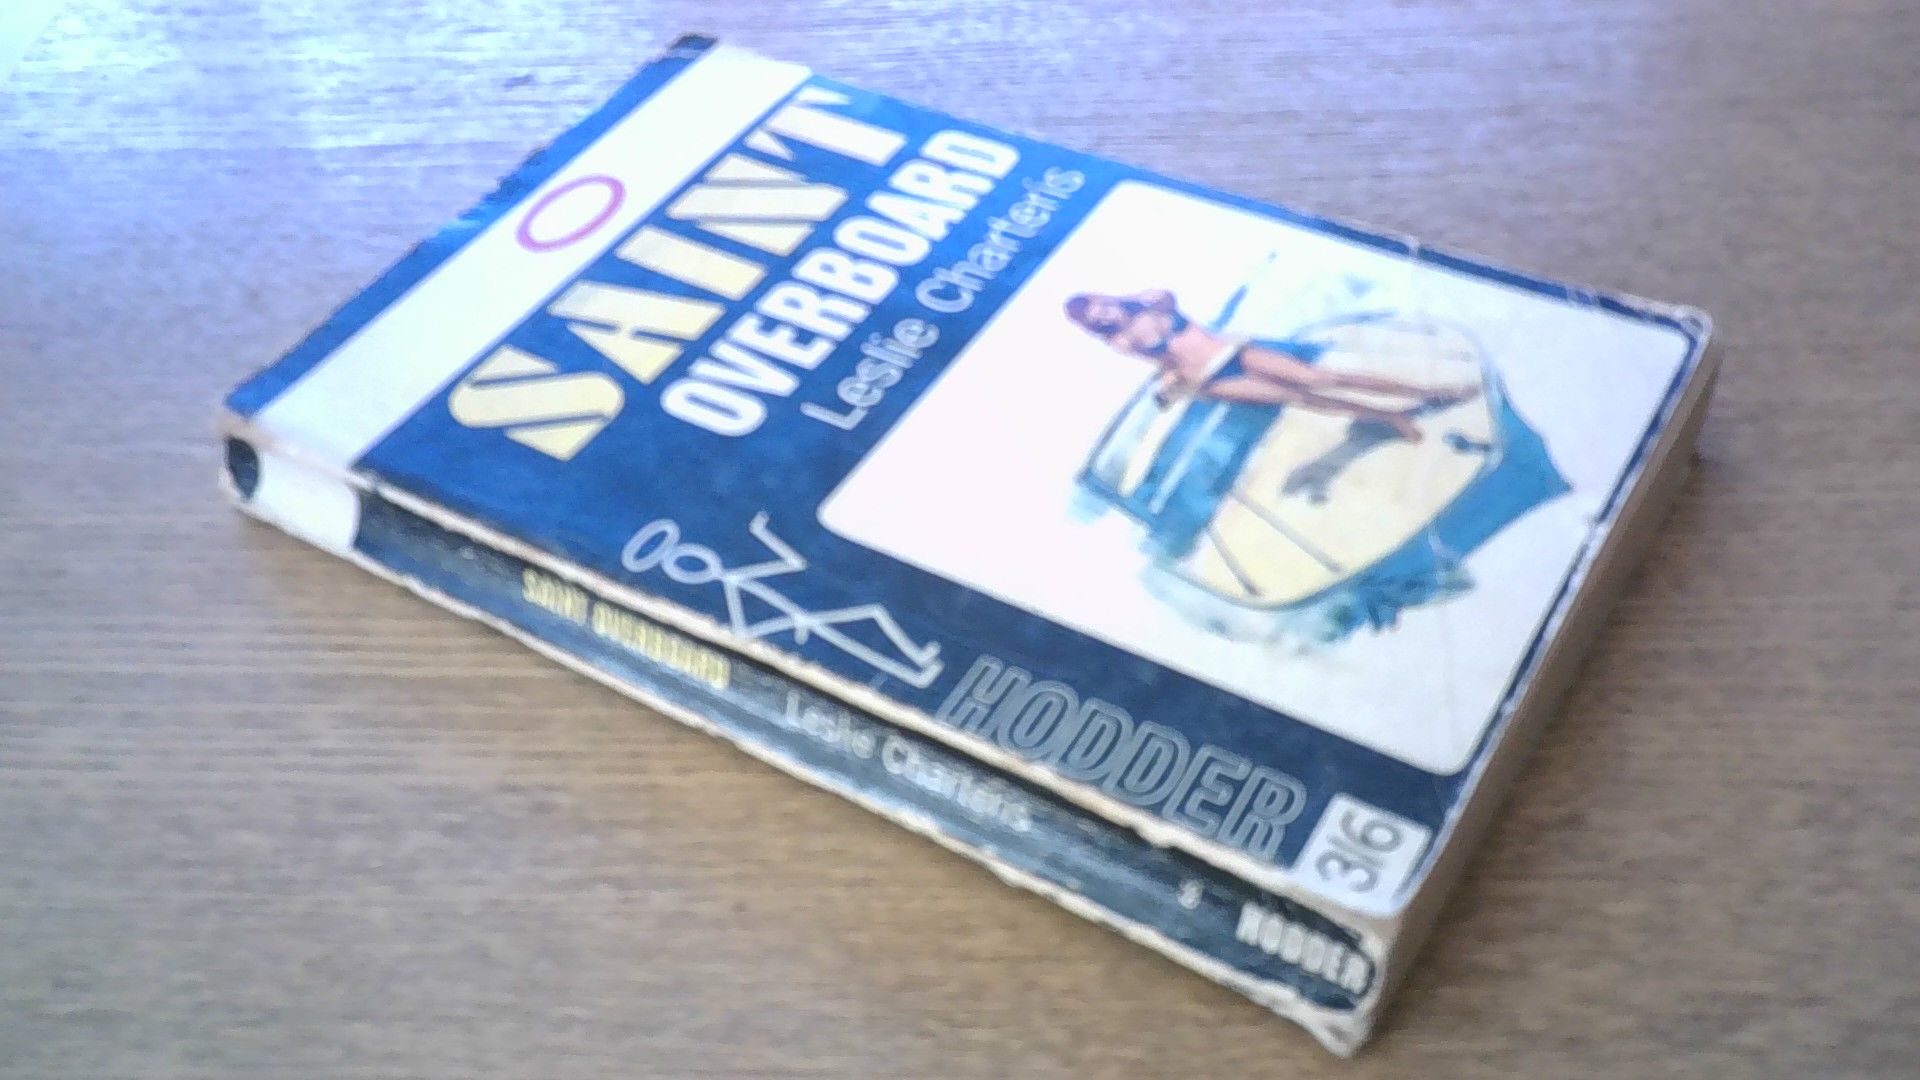 SAINT
OVERBOARD
Leslie Charteris
HODDER
3/6
SAINT OVERBOARD
Leslie Charteris
HODDER